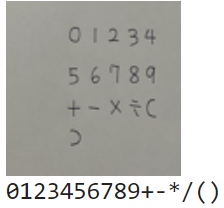 0 1 2 3 4
5 6 7 8 9
+ - × ÷ (
)
0123456789+-*/()